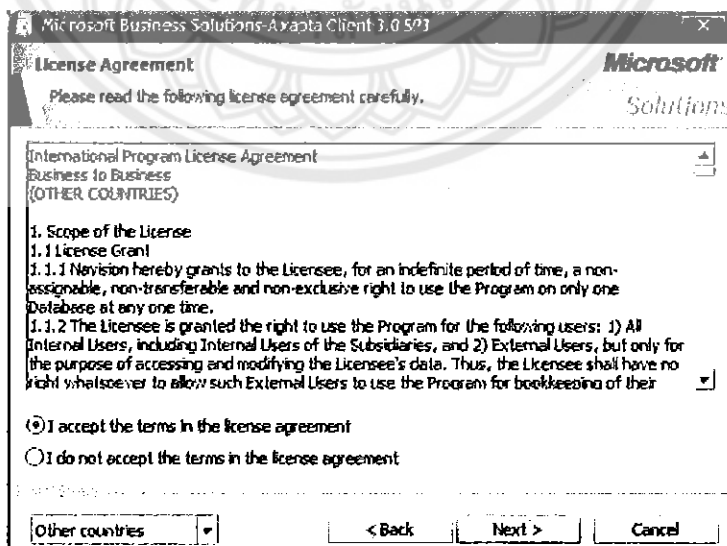 Microsoft Business Solutions-Axapta Client 3.0 SP3
License Agreement
Microsoft
Please read the following license agreement carefully.
Solutions
International Program License Agreement
Business to Business
(OTHER COUNTRIES)
1. Scope of the License
1.1 License Grant
1.1.1 Navision hereby grants to the Licensee, for an indefinite period of time, a non-
assignable, non-transferable and non-exclusive right to use the Program on only one
Database at any one time.
1.1.2 The Licensee is granted the right to use the Program for the following users: 1) All
Internal Users, including Internal Users of the Subsidiaries, and 2) External Users, but only for
the purpose of accessing and modifying the Licensee's data. Thus, the Licensee shall have no
right whatsoever to allow such External Users to use the Program for bookkeeping of their
I accept the terms in the license agreement
I do not accept the terms in the license agreement
Other countries
< Back
Next >
Cancel